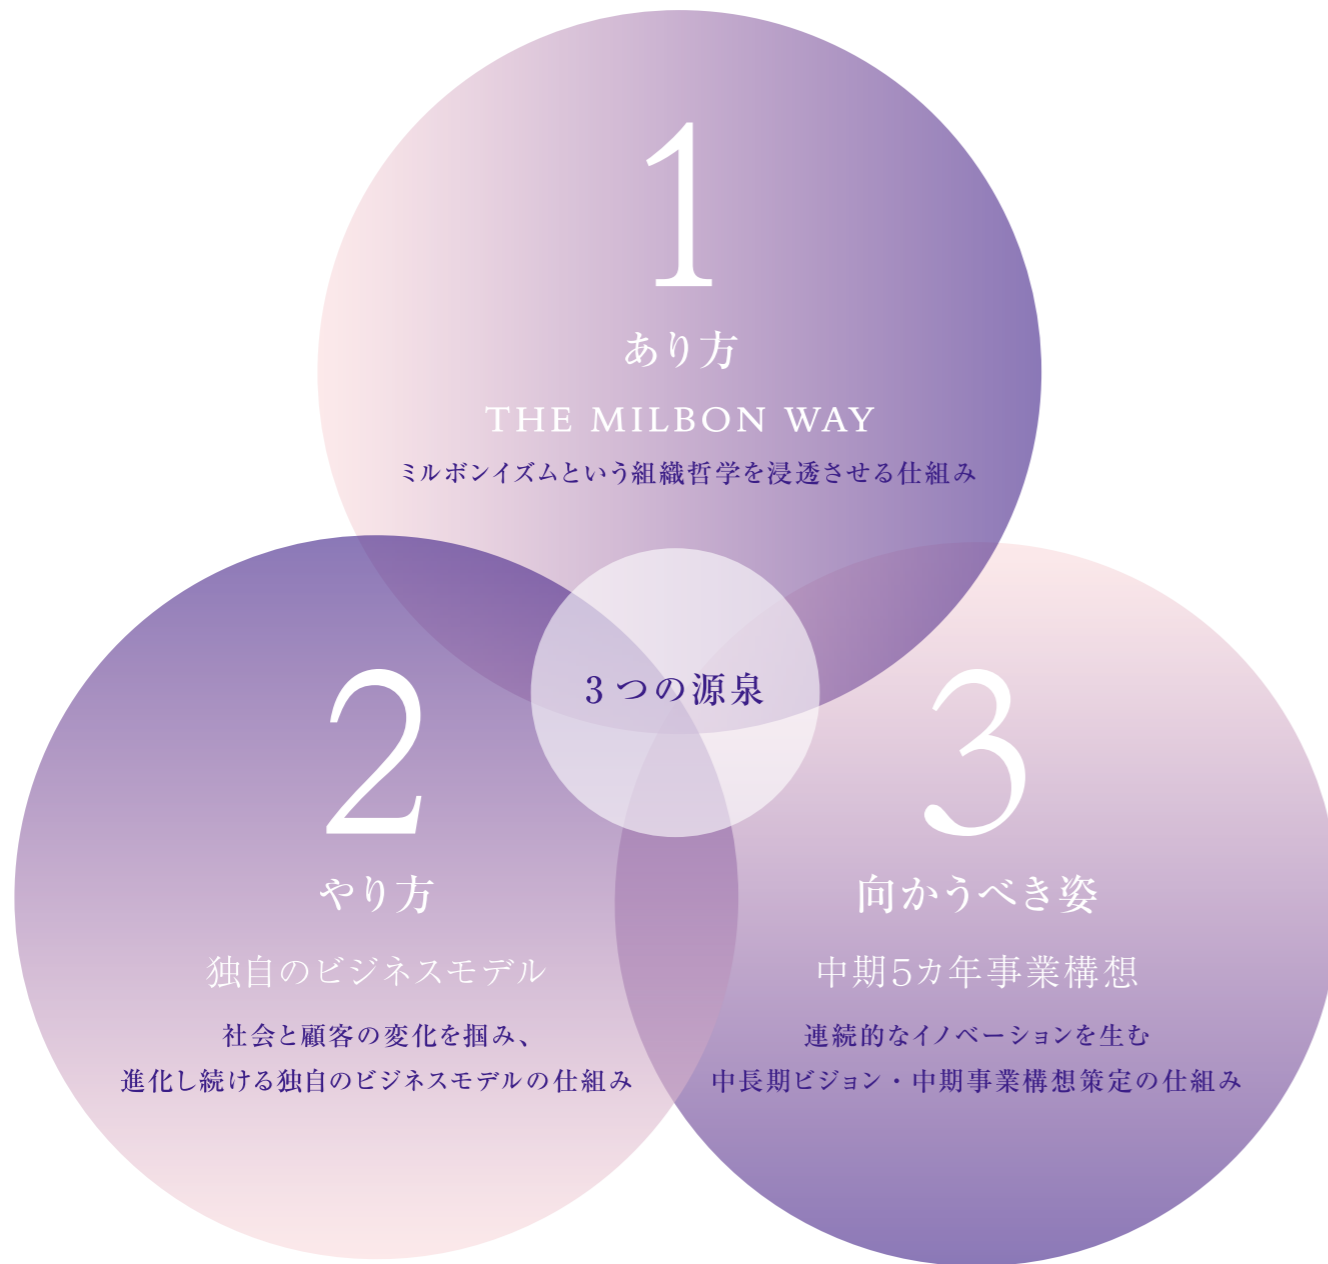 1
あり方
THE MILBON WAY
ミルボンイズムという組織哲学を浸透させる仕組み
3つの源泉
2
やり方
独自のビジネスモデル
社会と顧客の変化を掴み、
進化し続ける独自のビジネスモデルの仕組み
3
向かうべき姿
中期5カ年事業構想
連続的なイノベーションを生む
中長期ビジョン・中期事業構想策定の仕組み